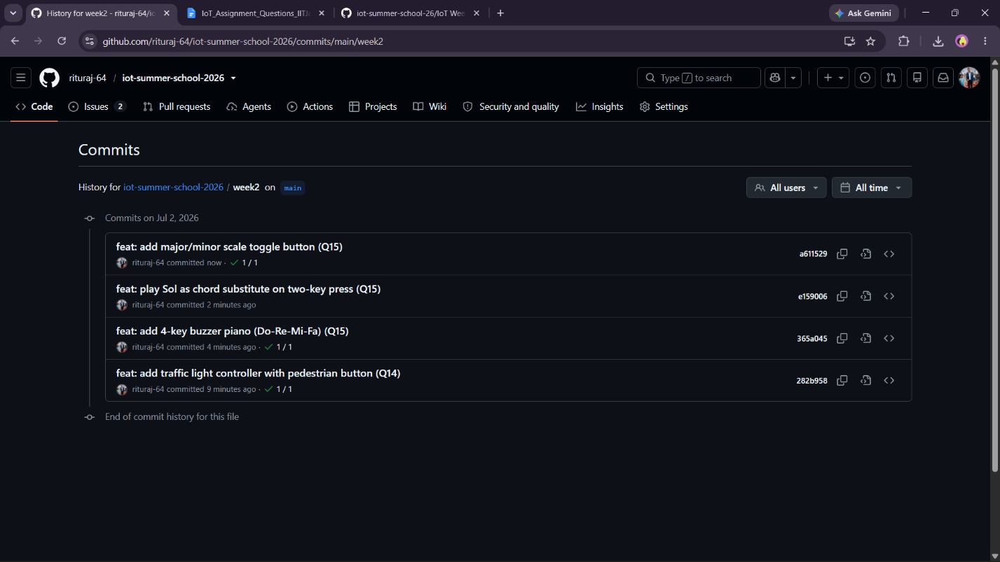 History for week2 - rituraj-64/io
IoT_Assignment_Questions_IITJ
iot-summer-school-26/IoT Wee
Ask Gemini
github.com/rituraj-64/iot-summer-school-2026/commits/main/week2
rituraj-64 / iot-summer-school-2026
Type / to search
Code
Issues 2
Pull requests
Agents
Actions
Projects
Wiki
Security and quality
Insights
Settings
Commits
History for iot-summer-school-2026 / week2 on main
All users
All time
Commits on Jul 2, 2026
feat: add major/minor scale toggle button (Q15)
rituraj-64 committed now · 1 / 1
a611529
feat: play Sol as chord substitute on two-key press (Q15)
rituraj-64 committed 2 minutes ago
e159006
feat: add 4-key buzzer piano (Do-Re-Mi-Fa) (Q15)
rituraj-64 committed 4 minutes ago · 1 / 1
365a045
feat: add traffic light controller with pedestrian button (Q14)
rituraj-64 committed 9 minutes ago · 1 / 1
282b958
End of commit history for this file